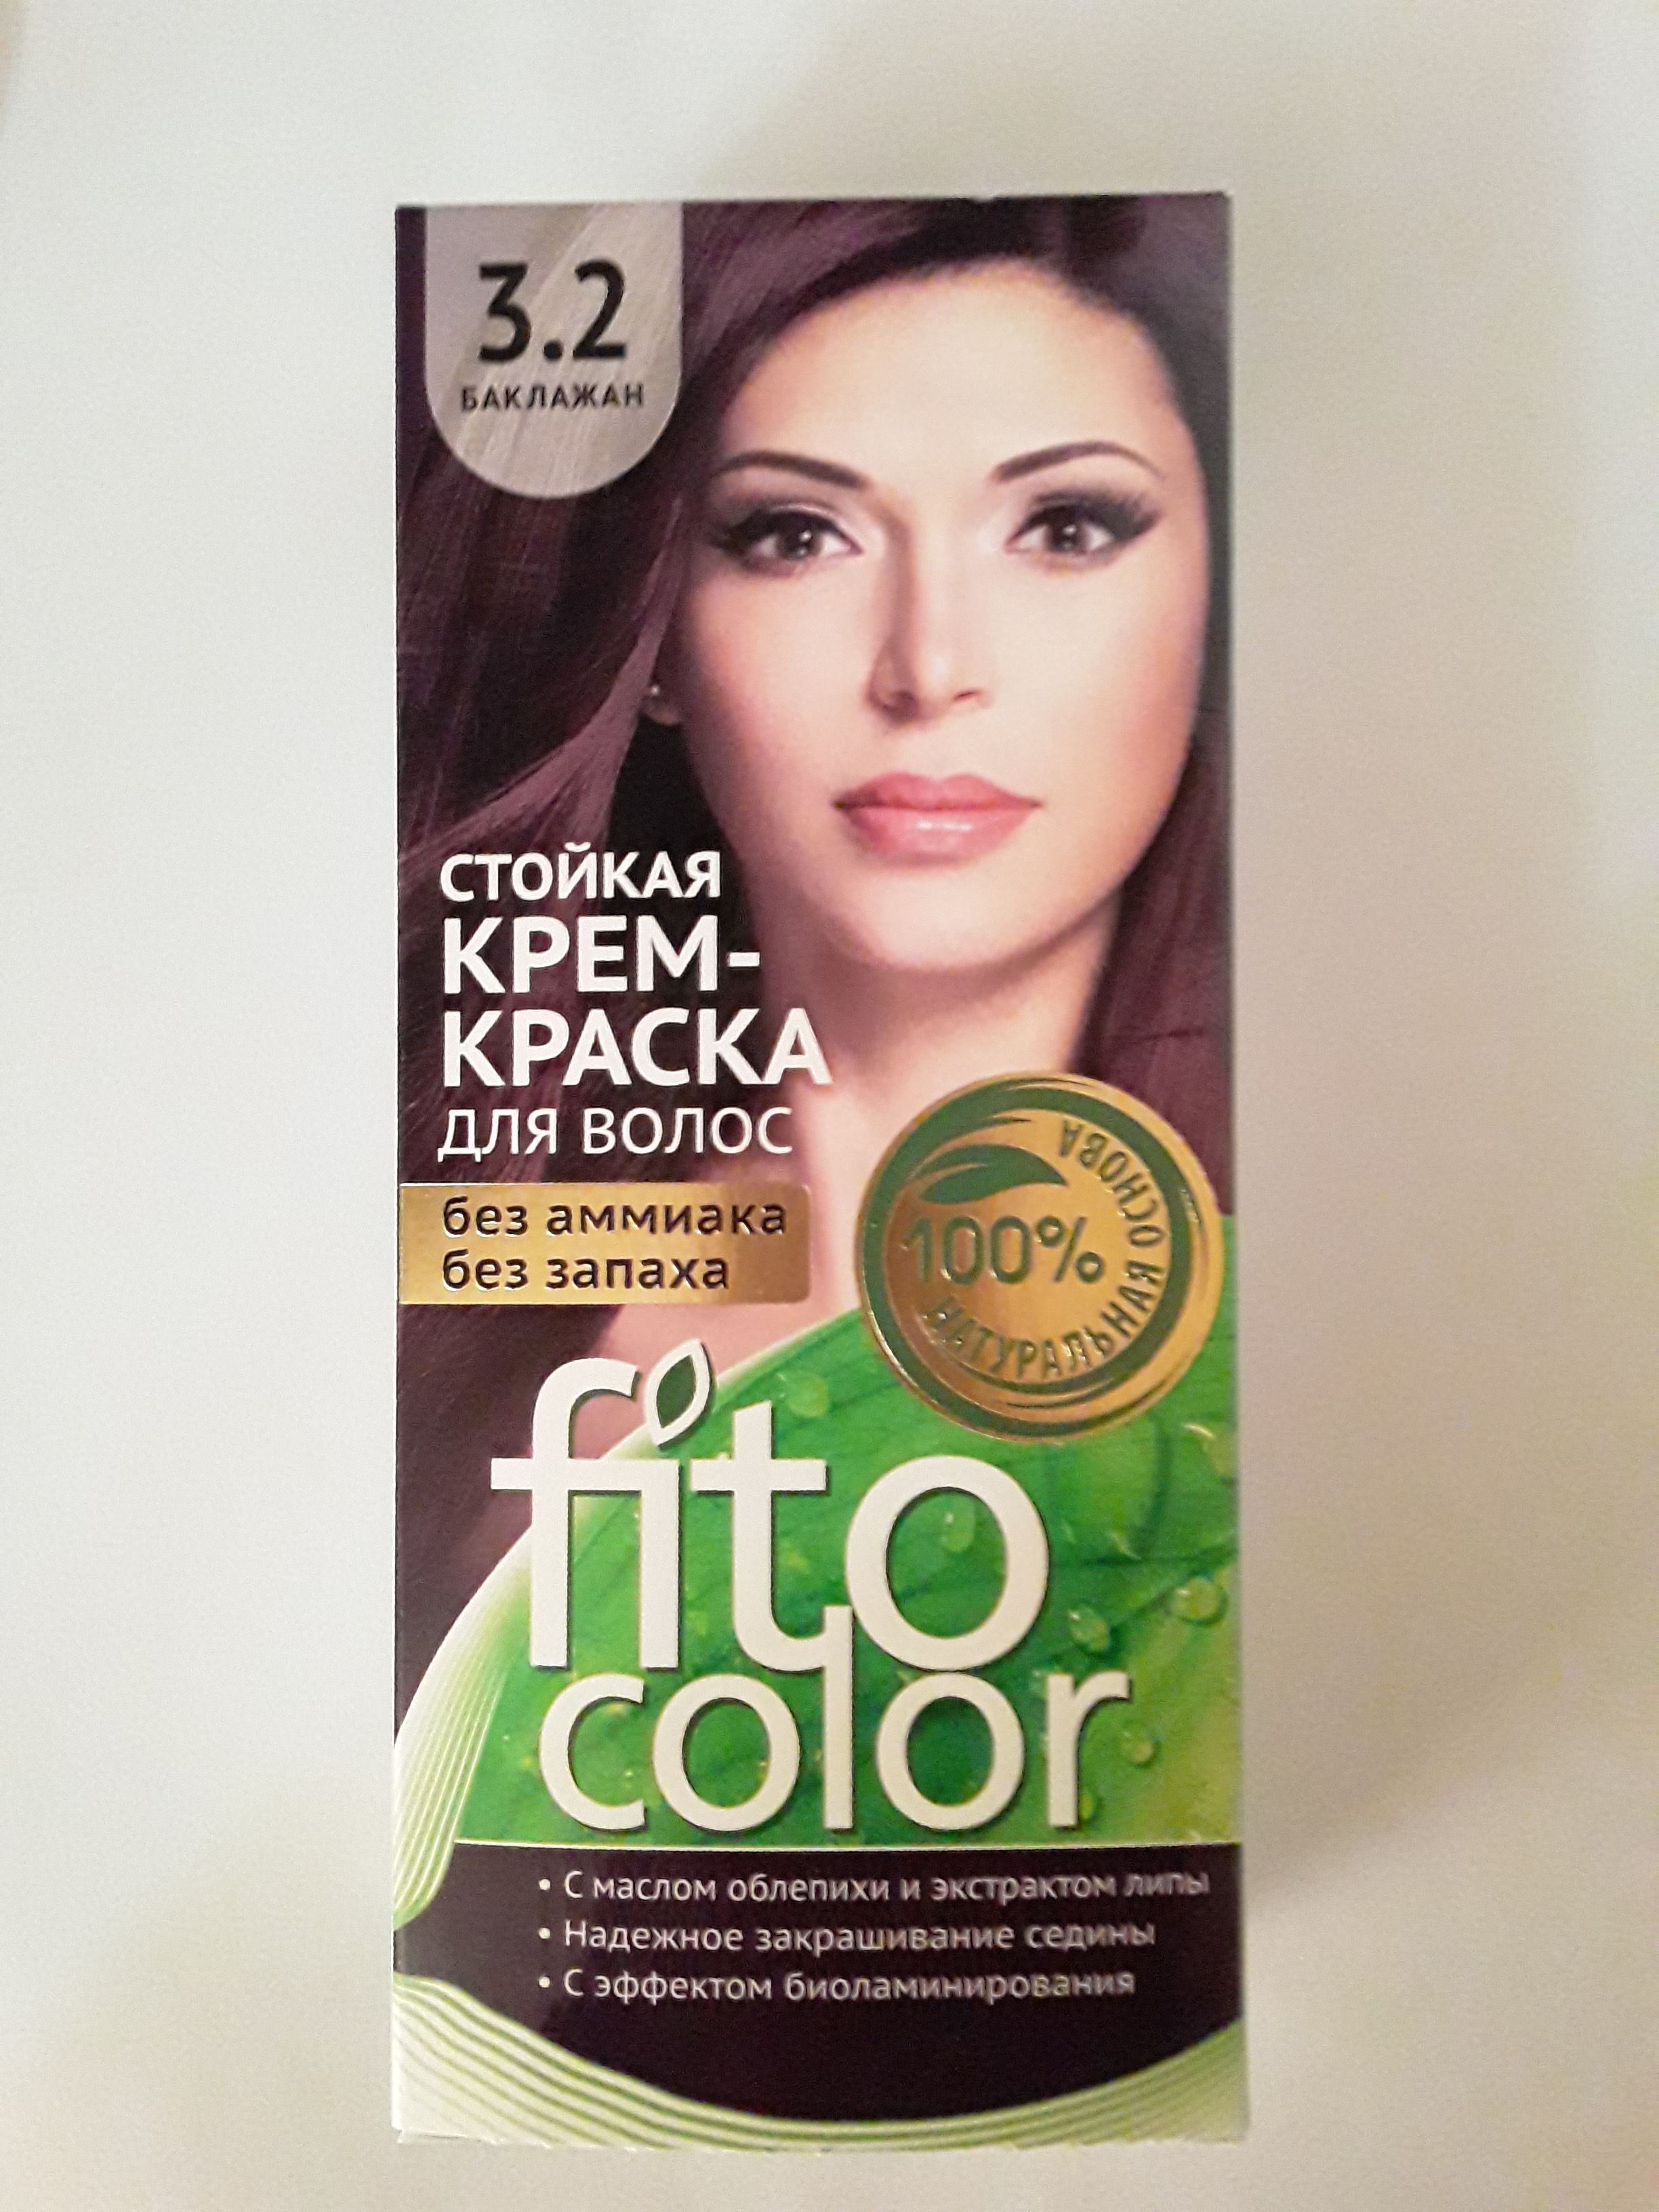 3.2
БАКЛАЖАН
СТОЙКАЯ
КРЕМ-
КРАСКА
ДЛЯ ВОЛОС
без аммиака
без запаха
100%
НАТУРАЛЬНАЯ ОСНОВА
fito
color
• С маслом облепихи и экстрактом липы
• Надежное закрашивание седины
• С эффектом биоламинирования